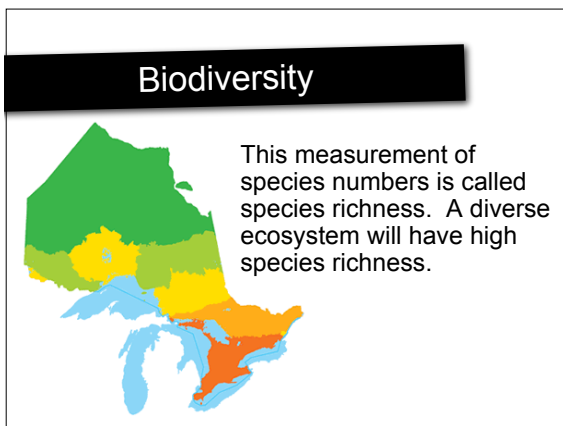 Biodiversity
This measurement of
species numbers is called
species richness.  A diverse
ecosystem will have high
species richness.